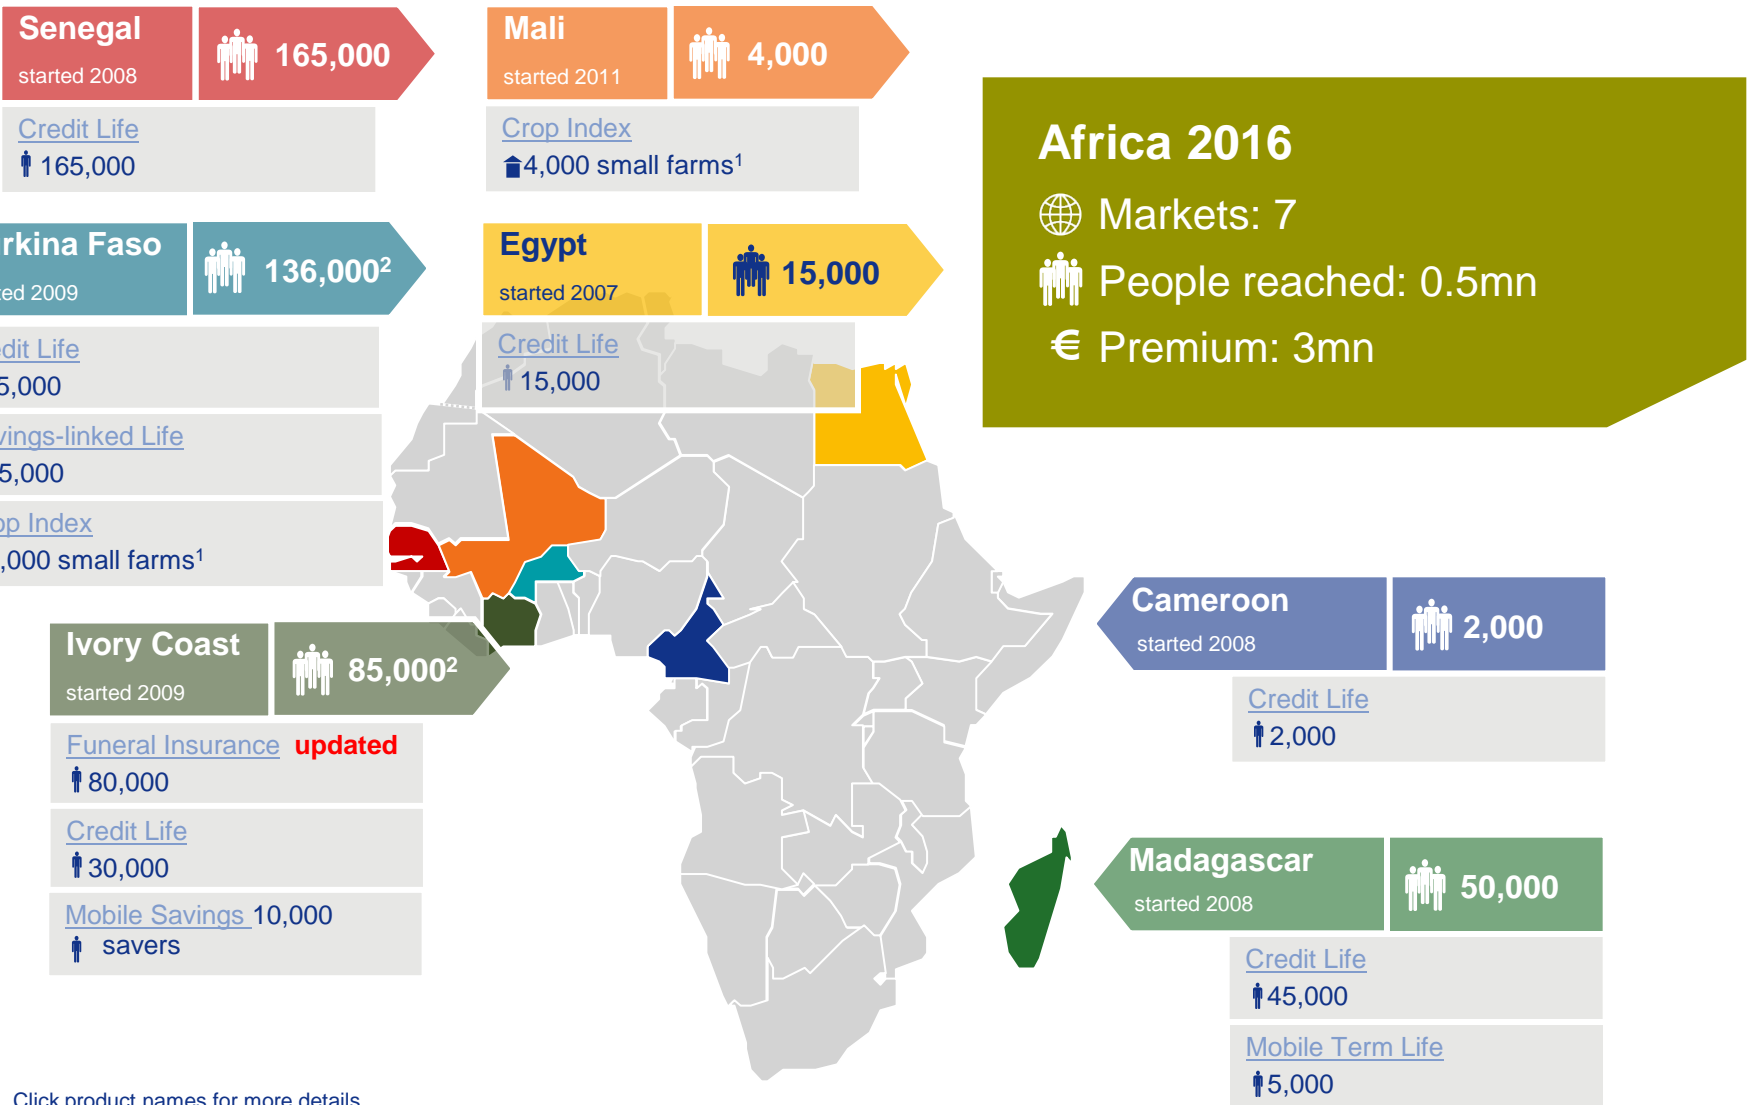 Senegal
started 2008
165,000
Credit Life
165,000
Mali
started 2011
4,000
Crop Index
4,000 small farms¹
Africa 2016
Markets: 7
People reached: 0.5mn
€ Premium: 3mn
rkina Faso
ed 2009
136,000²
dit Life
5,000
vings-linked Life
5,000
op Index
,000 small farms¹
Egypt
started 2007
15,000
Credit Life
15,000
Ivory Coast
started 2009
85,000²
Funeral Insurance updated
80,000
Credit Life
30,000
Mobile Savings 10,000
savers
Cameroon
started 2008
2,000
Credit Life
2,000
Madagascar
started 2008
50,000
Credit Life
45,000
Mobile Term Life
5,000
Click product names for more details